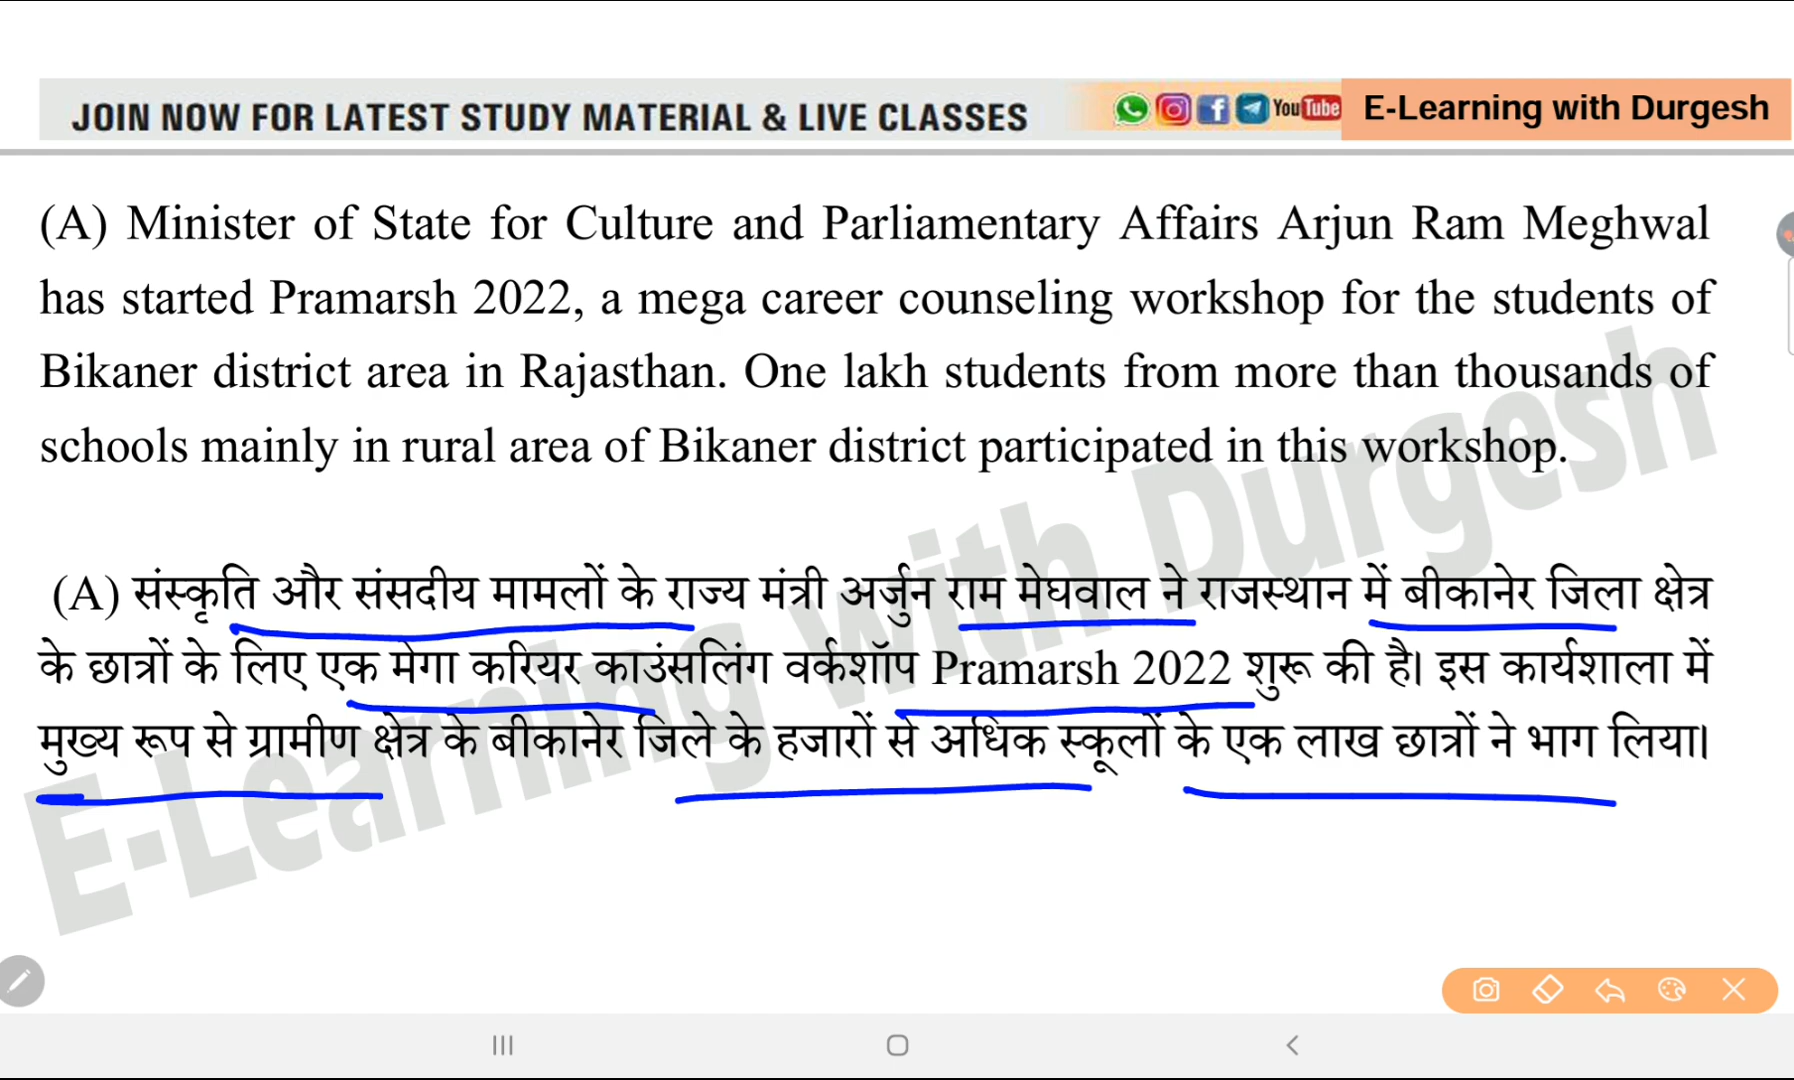 JOIN NOW FOR LATEST STUDY MATERIAL & LIVE CLASSES YouTube E-Learning with Durgesh
(A) Minister of State for Culture and Parliamentary Affairs Arjun Ram Meghwal
has started Pramarsh 2022, a mega career counseling workshop for the students of
Bikaner district area in Rajasthan. One lakh students from more than thousands of
schools mainly in rural area of Bikaner district participated in this workshop.
(A) संस्कृति और संसदीय मामलों के राज्य मंत्री अर्जुन राम मेघवाल ने राजस्थान में बीकानेर जिला क्षेत्र
के छात्रों के लिए एक मेगा करियर काउंसलिंग वर्कशॉप Pramarsh 2022 शुरू की है। इस कार्यशाला में
मुख्य रूप से ग्रामीण क्षेत्र के बीकानेर जिले के हजारों से अधिक स्कूलों के एक लाख छात्रों ने भाग लिया।
E-Learning with Durgesh